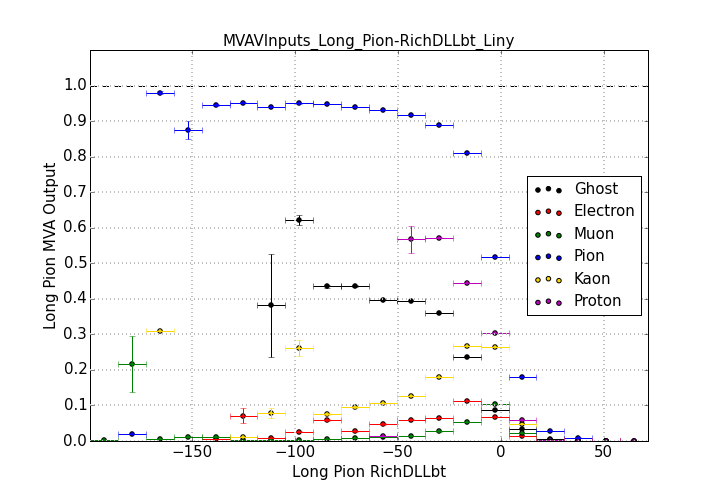 MVAVInputs_Long_Pion-RichDLLbt_Liny
1.0
0.9
0.8
0.7
0.6
0.5
0.4
0.3
0.2
0.1
0.0
Long Pion MVA Output
Ghost
Electron
Muon
Pion
Kaon
Proton
−150 −100 −50 0 50
Long Pion RichDLLbt